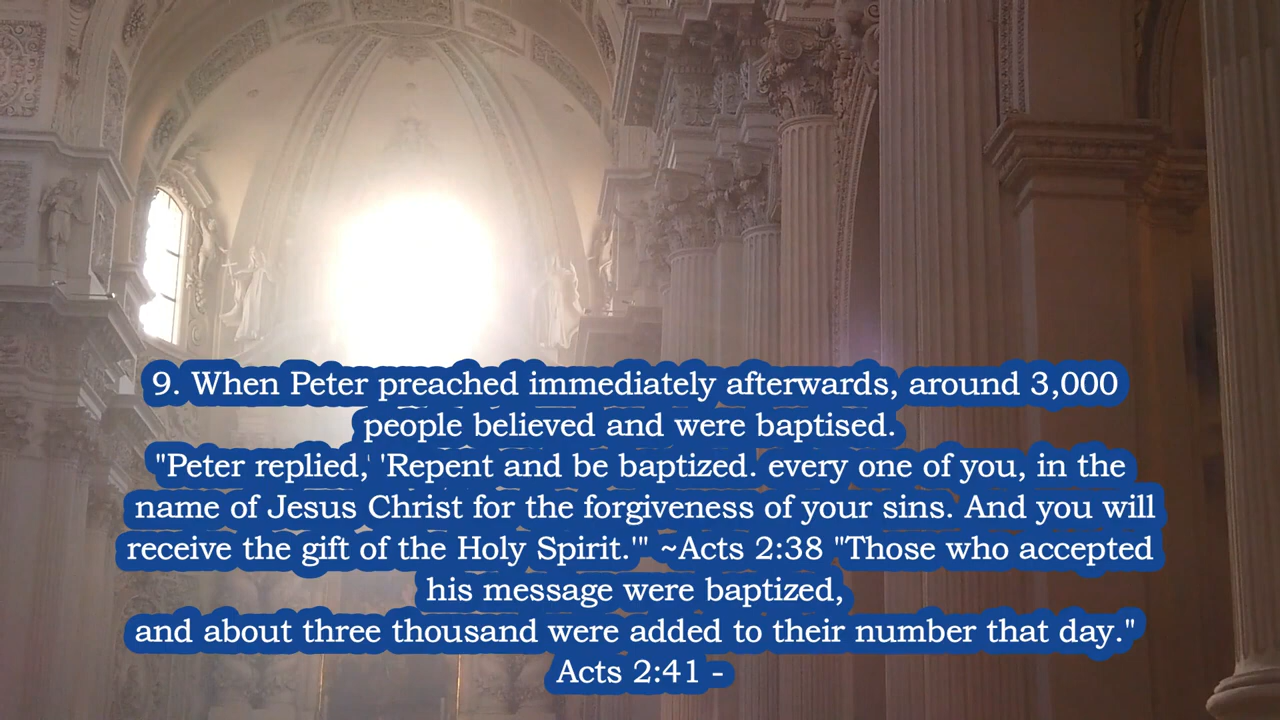 9. When Peter preached immediately afterwards, around 3,000
people believed and were baptised.
"Peter replied,' 'Repent and be baptized. every one of you, in the
name of Jesus Christ for the forgiveness of your sins. And you will
receive the gift of the Holy Spirit.'" ~Acts 2:38 "Those who accepted
his message were baptized,
and about three thousand were added to their number that day."
Acts 2:41 -